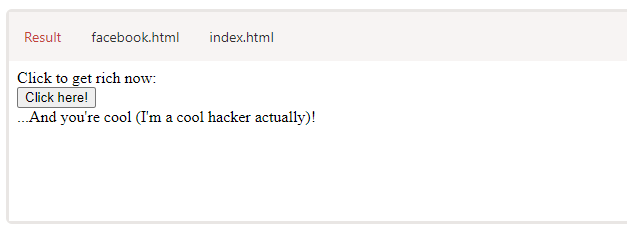 Result facebook.html index.html
Click to get rich now:
Click here!
...And you're cool (I'm a cool hacker actually)!